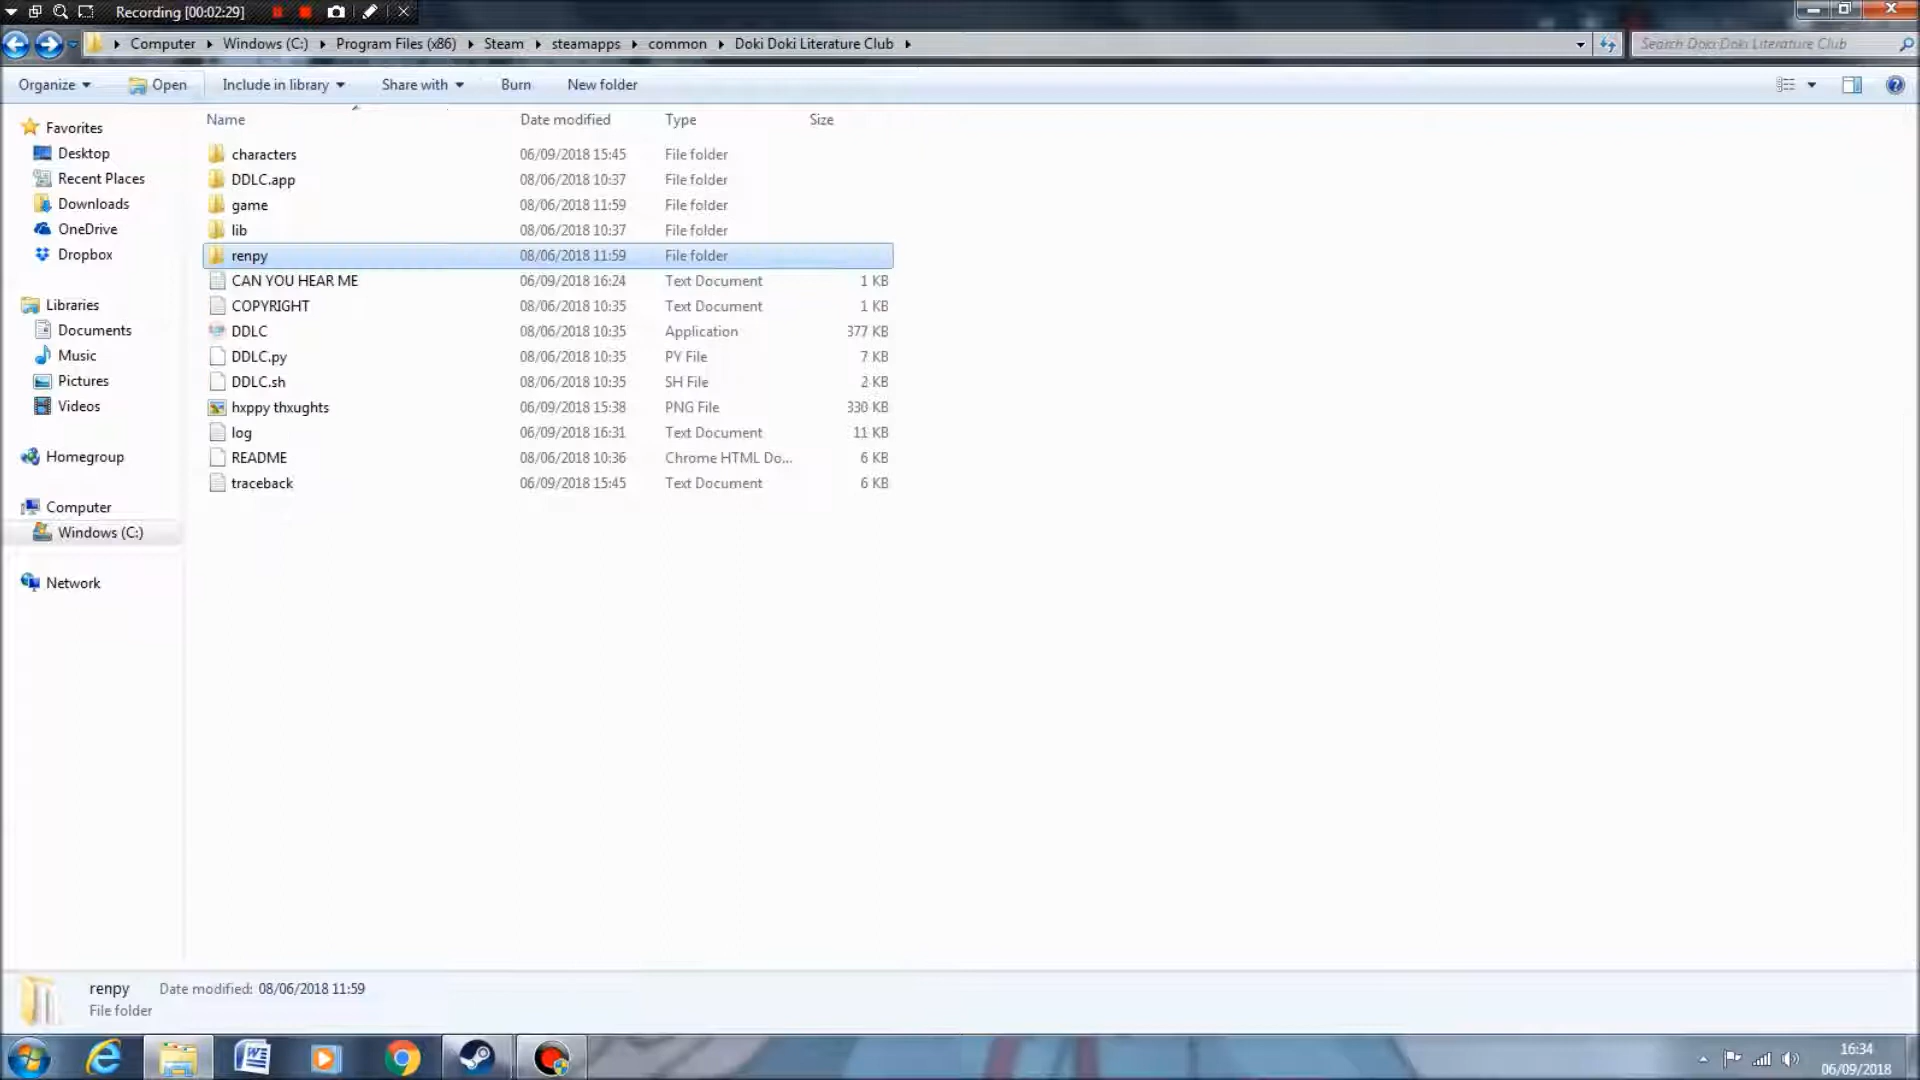 Recording [00:02:29]
Computer Windows (C:) Program Files (x86) Steam steamapps common Doki Doki Literature Club Search Doki Doki Literature Club
Organize Open Include in library Share with Burn New folder
Name Date modified Type Size
Favorites
Desktop
Recent Places
Downloads
OneDrive
Dropbox
Libraries
Documents
Music
Pictures
Videos
Homegroup
Computer
Windows (C:)
Network
characters 06/09/2018 15:45 File folder
DDLC.app 08/06/2018 10:37 File folder
game 08/06/2018 11:59 File folder
lib 08/06/2018 10:37 File folder
renpy 08/06/2018 11:59 File folder
CAN YOU HEAR ME 06/09/2018 16:24 Text Document 1 KB
COPYRIGHT 08/06/2018 10:35 Text Document 1 KB
DDLC 08/06/2018 10:35 Application 377 KB
DDLC.py 08/06/2018 10:35 PY File 7 KB
DDLC.sh 08/06/2018 10:35 SH File 2 KB
hxppy thxughts 06/09/2018 15:38 PNG File 330 KB
log 06/09/2018 16:31 Text Document 11 KB
README 08/06/2018 10:36 Chrome HTML Do... 6 KB
traceback 06/09/2018 15:45 Text Document 6 KB
renpy Date modified: 08/06/2018 11:59
File folder
16:34
06/09/2018